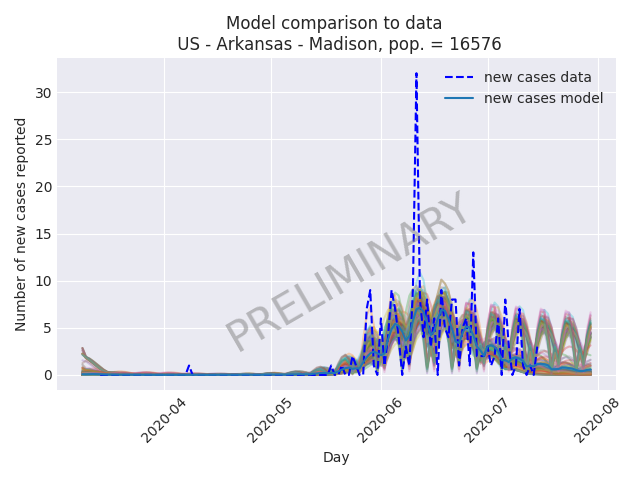 Model comparison to data
US - Arkansas - Madison, pop. = 16576
new cases data
new cases model
Number of new cases reported
30
25
20
15
10
5
0
PRELIMINARY
2020-04
2020-05
2020-06
2020-07
2020-08
Day